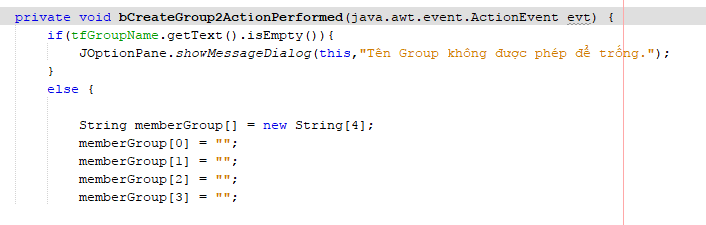 private void bCreateGroup2ActionPerformed(java.awt.event.ActionEvent evt) {
if(tfGroupName.getText().isEmpty()){
JOptionPane.showMessageDialog(this,"Tên Group không được phép để trống.");
}
else {
String memberGroup[] = new String[4];
memberGroup[0] = "";
memberGroup[1] = "";
memberGroup[2] = "";
memberGroup[3] = "";